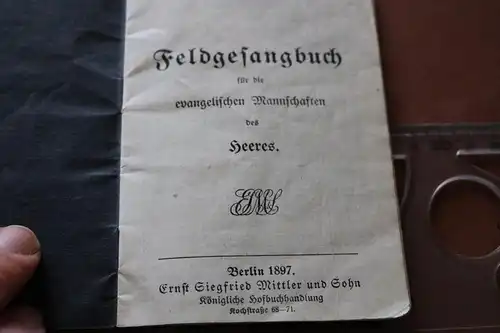 Feldgesangbuch
für die
evangelischen Mannschaften
des
Heeres.
Berlin 1897.
Ernst Siegfried Mittler und Sohn
Königliche Hofbuchhandlung
Kochstraße 68—71.